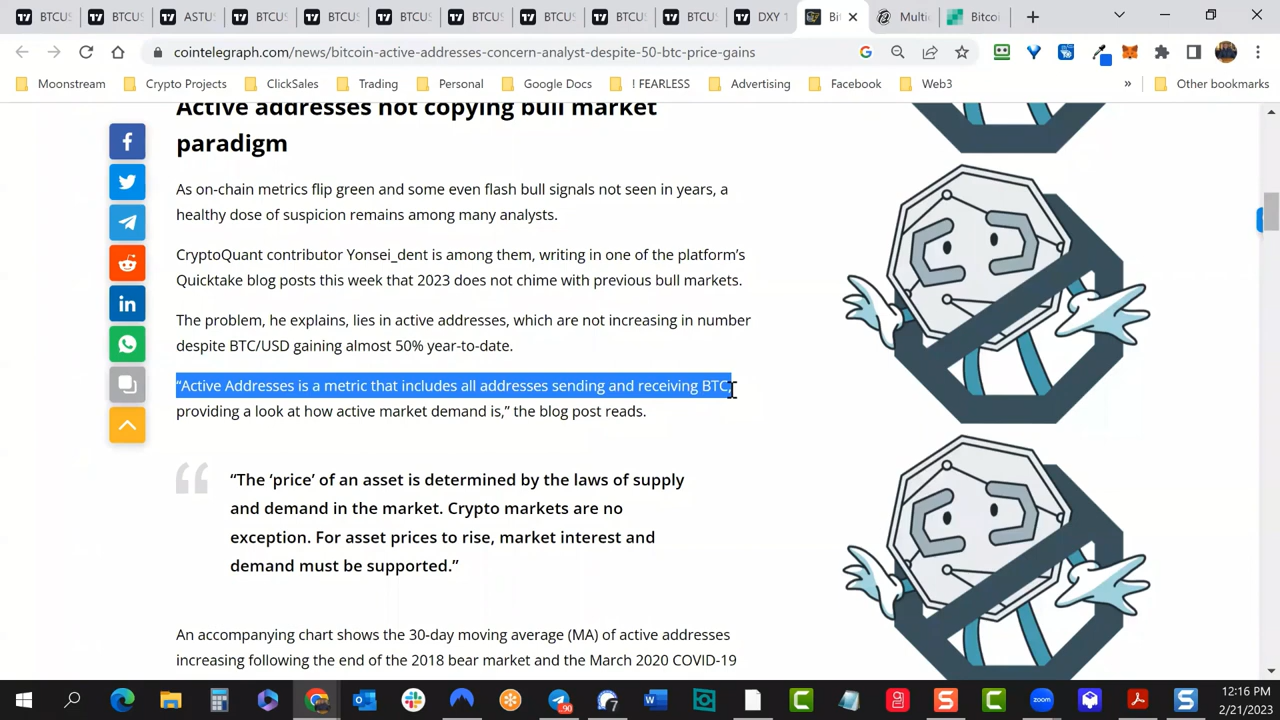 BTCUS
BTCUS
ASTUS
BTCUS
BTCUS
BTCUS
BTCUS
BTCUS
BTCUS
BTCUS
DXY 1
Bi
Multi
Bitcoi
cointelegraph.com/news/bitcoin-active-addresses-concern-analyst-despite-50-btc-price-gains
Moonstream
Crypto Projects
ClickSales
Trading
Personal
Google Docs
! FEARLESS
Advertising
Facebook
Web3
»
Other bookmarks
Active addresses not copying bull market
paradigm
As on-chain metrics flip green and some even flash bull signals not seen in years, a
healthy dose of suspicion remains among many analysts.
CryptoQuant contributor Yonsei_dent is among them, writing in one of the platform’s
Quicktake blog posts this week that 2023 does not chime with previous bull markets.
The problem, he explains, lies in active addresses, which are not increasing in number
despite BTC/USD gaining almost 50% year-to-date.
“Active Addresses is a metric that includes all addresses sending and receiving BTC,
providing a look at how active market demand is,” the blog post reads.
“The ‘price’ of an asset is determined by the laws of supply
and demand in the market. Crypto markets are no
exception. For asset prices to rise, market interest and
demand must be supported.”
An accompanying chart shows the 30-day moving average (MA) of active addresses
increasing following the end of the 2018 bear market and the March 2020 COVID-19
90
7
12:16 PM
2/21/2023